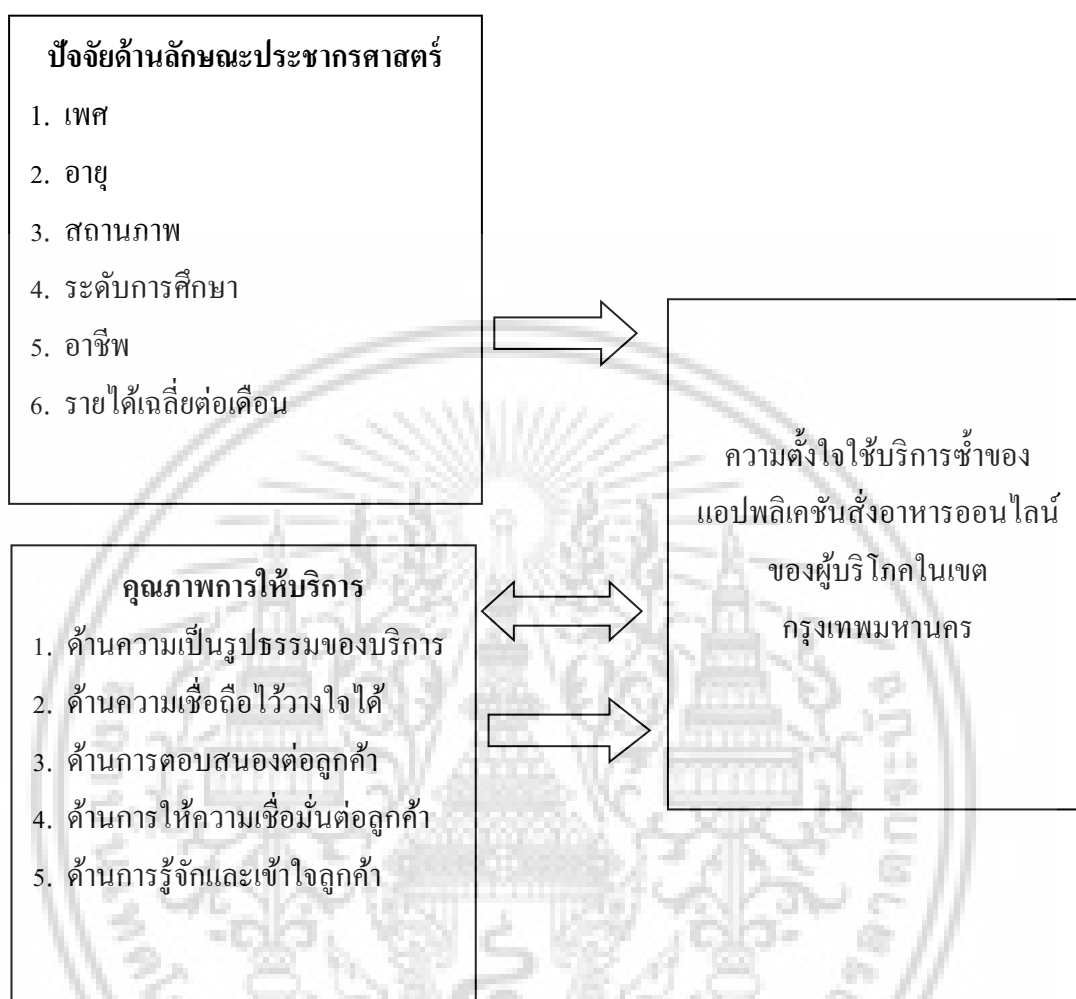 ปัจจัยด้านลักษณะประชากรศาสตร์
1. เพศ
2. อายุ
3. สถานภาพ
4. ระดับการศึกษา
5. อาชีพ
6. รายได้เฉลี่ยต่อเดือน
คุณภาพการให้บริการ
1. ด้านความเป็นรูปธรรมของบริการ
2. ด้านความเชื่อถือไว้วางใจได้
3. ด้านการตอบสนองต่อลูกค้า
4. ด้านการให้ความเชื่อมั่นต่อลูกค้า
5. ด้านการรู้จักและเข้าใจลูกค้า
ความตั้งใจใช้บริการซ้ำของ
แอปพลิเคชันสั่งอาหารออนไลน์
ของผู้บริโภคในเขต
กรุงเทพมหานคร